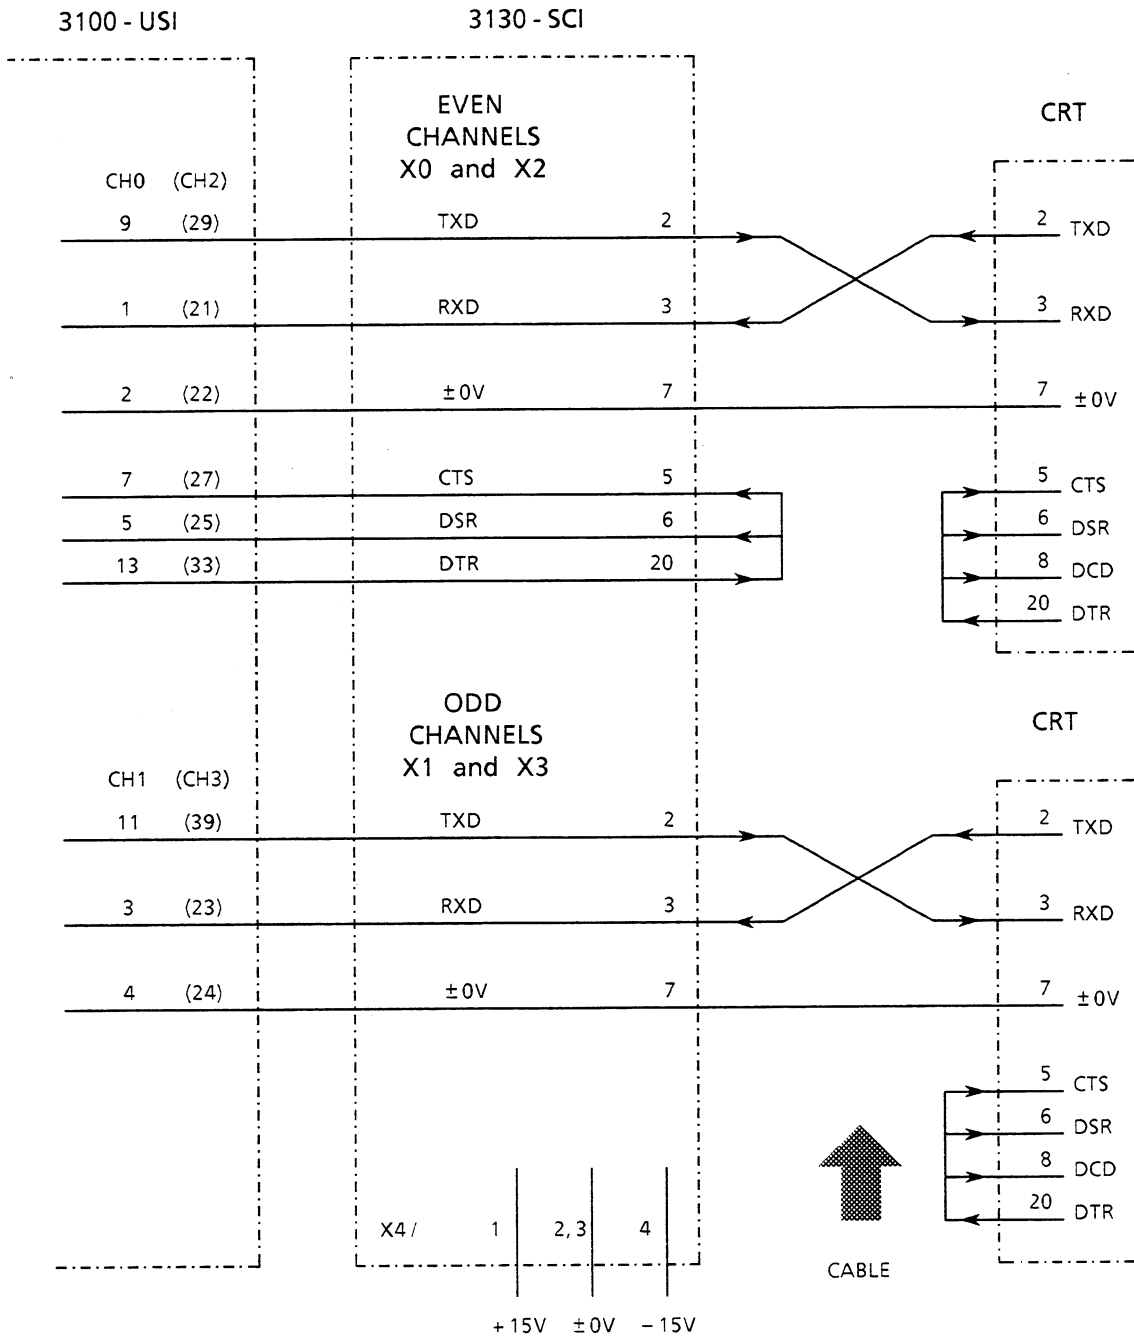 3100 - USI 3130 - SCI
EVEN
CHANNELS
X0 and X2
CRT
CH0 (CH2)
9 (29) TXD 2 2 TXD
1 (21) RXD 3 3 RXD
2 (22) ±0V 7 7 ±0V
7 (27) CTS 5 5 CTS
5 (25) DSR 6 6 DSR
13 (33) DTR 20 8 DCD
20 DTR
ODD
CHANNELS
X1 and X3
CRT
CH1 (CH3)
11 (39) TXD 2 2 TXD
3 (23) RXD 3 3 RXD
4 (24) ±0V 7 7 ±0V
5 CTS
6 DSR
8 DCD
20 DTR
X4/ 1 2,3 4
CABLE
+15V ±0V -15V